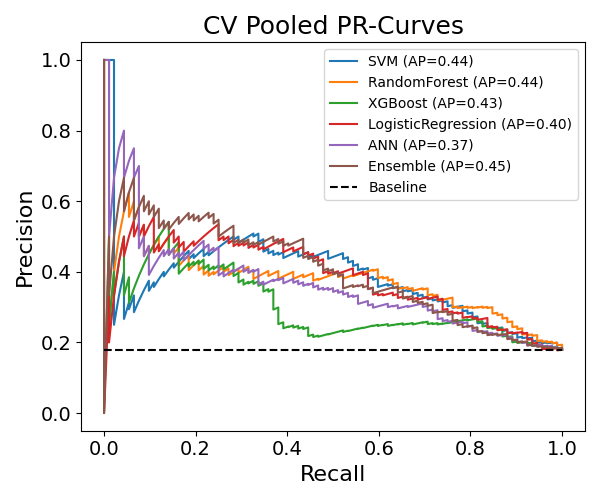 CV Pooled PR-Curves
SVM (AP=0.44)
RandomForest (AP=0.44)
XGBoost (AP=0.43)
LogisticRegression (AP=0.40)
ANN (AP=0.37)
Ensemble (AP=0.45)
Baseline
Precision
1.0
0.8
0.6
0.4
0.2
0.0
0.0 0.2 0.4 0.6 0.8 1.0
Recall